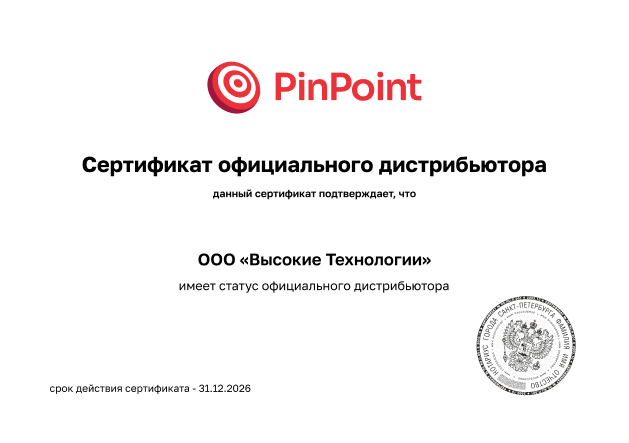 PinPoint
Сертификат официального дистрибьютора
данный сертификат подтверждает, что
ООО «Высокие Технологии»
имеет статус официального дистрибьютора
НОТАРИУС ГОРОДА САНКТ-ПЕТЕРБУРГА ФАМИЛИЯ ИМЯ ОТЧЕСТВО
срок действия сертификата - 31.12.2026